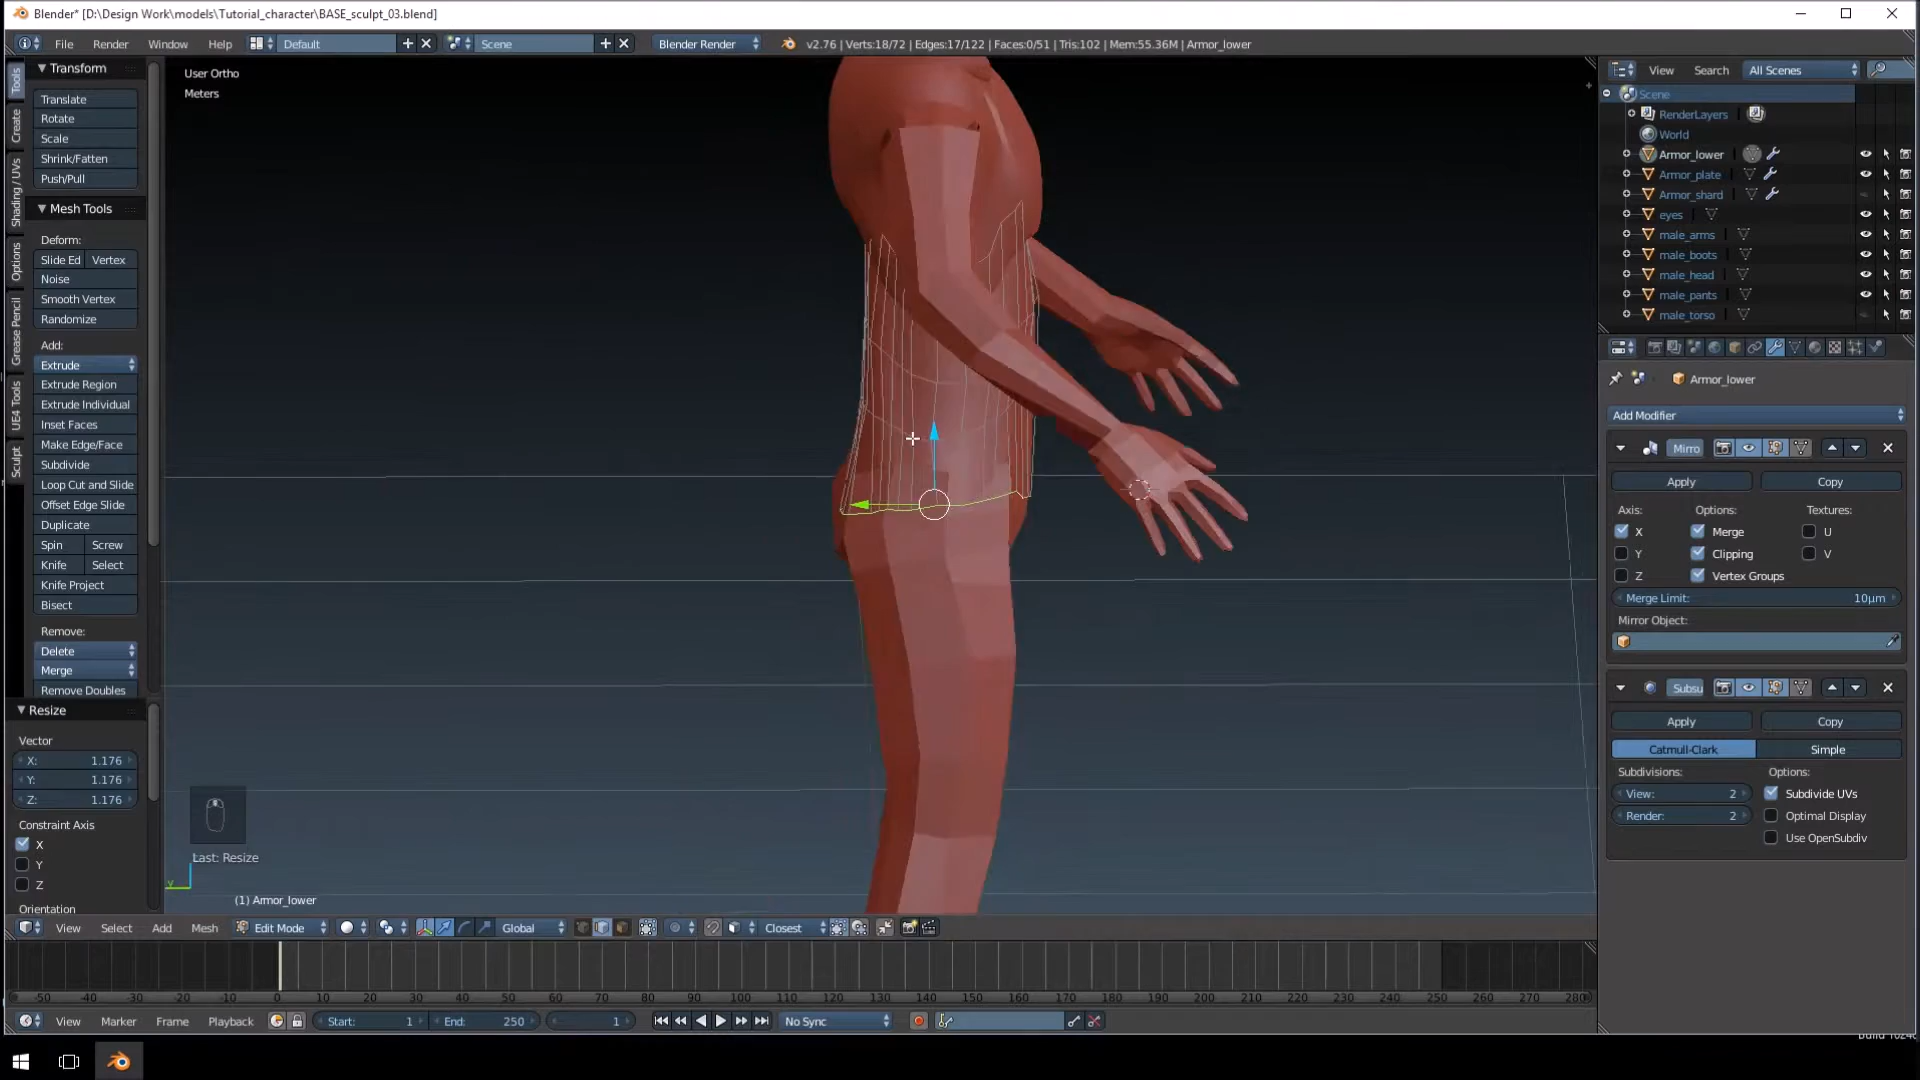 Blender* [D:\Design Work\models\Tutorial_character\BASE_sculpt_03.blend]
File Render Window Help Default Scene Blender Render v2.76 | Verts:18/72 | Edges:17/122 | Faces:0/51 | Tris:102 | Mem:55.36M | Armor_lower
Tools
Create
Shading / UVs
Options
Grease Pencil
UE4 Tools
Sculpt
Transform
Translate
Rotate
Scale
Shrink/Fatten
Push/Pull
Mesh Tools
Deform:
Slide Ed Vertex
Noise
Smooth Vertex
Randomize
Add:
Extrude
Extrude Region
Extrude Individual
Inset Faces
Make Edge/Face
Subdivide
Loop Cut and Slide
Offset Edge Slide
Duplicate
Spin Screw
Knife Select
Knife Project
Bisect
Remove:
Delete
Merge
Remove Doubles
Resize
Vector
X: 1.176
Y: 1.176
Z: 1.176
Constraint Axis
X
Y
Z
Orientation
User Ortho
Meters
Last: Resize
y
(1) Armor_lower
View Search All Scenes
Scene
RenderLayers
World
Armor_lower
Armor_plate
Armor_shard
eyes
male_arms
male_boots
male_head
male_pants
male_torso
Armor_lower
Add Modifier
Mirro
Apply Copy
Axis: Options: Textures:
X Merge U
Y Clipping V
Z Vertex Groups
Merge Limit: 10µm
Mirror Object:
Subsu
Apply Copy
Catmull-Clark Simple
Subdivisions: Options:
View: 2 Subdivide UVs
Render: 2 Optimal Display
Use OpenSubdiv
View Select Add Mesh Edit Mode Global Closest
-50 -40 -30 -20 -10 0 10 20 30 40 50 60 70 80 90 100 110 120 130 140 150 160 170 180 190 200 210 220 230 240 250 260 270 280
View Marker Frame Playback Start: 1 End: 250 1 No Sync